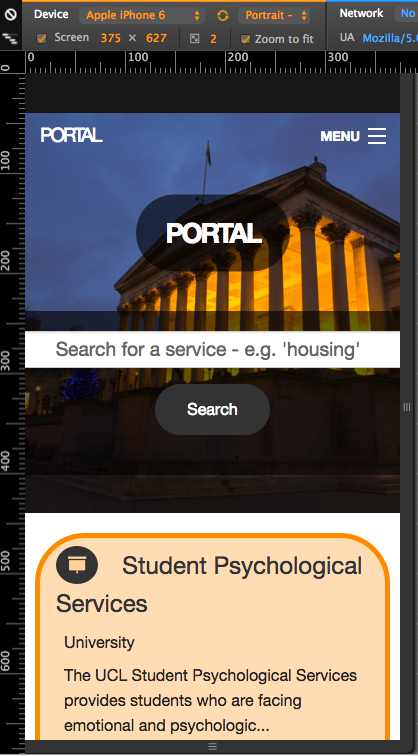 Device Apple iPhone 6 Portrait - Network No
Screen 375 × 627 2 Zoom to fit UA Mozilla/5.0
0 100 200 300
0
100
200
300
400
500
600
PORTAL MENU
PORTAL
Search for a service - e.g. 'housing'
Search
Student Psychological
Services
University
The UCL Student Psychological Services
provides students who are facing
emotional and psychologic...